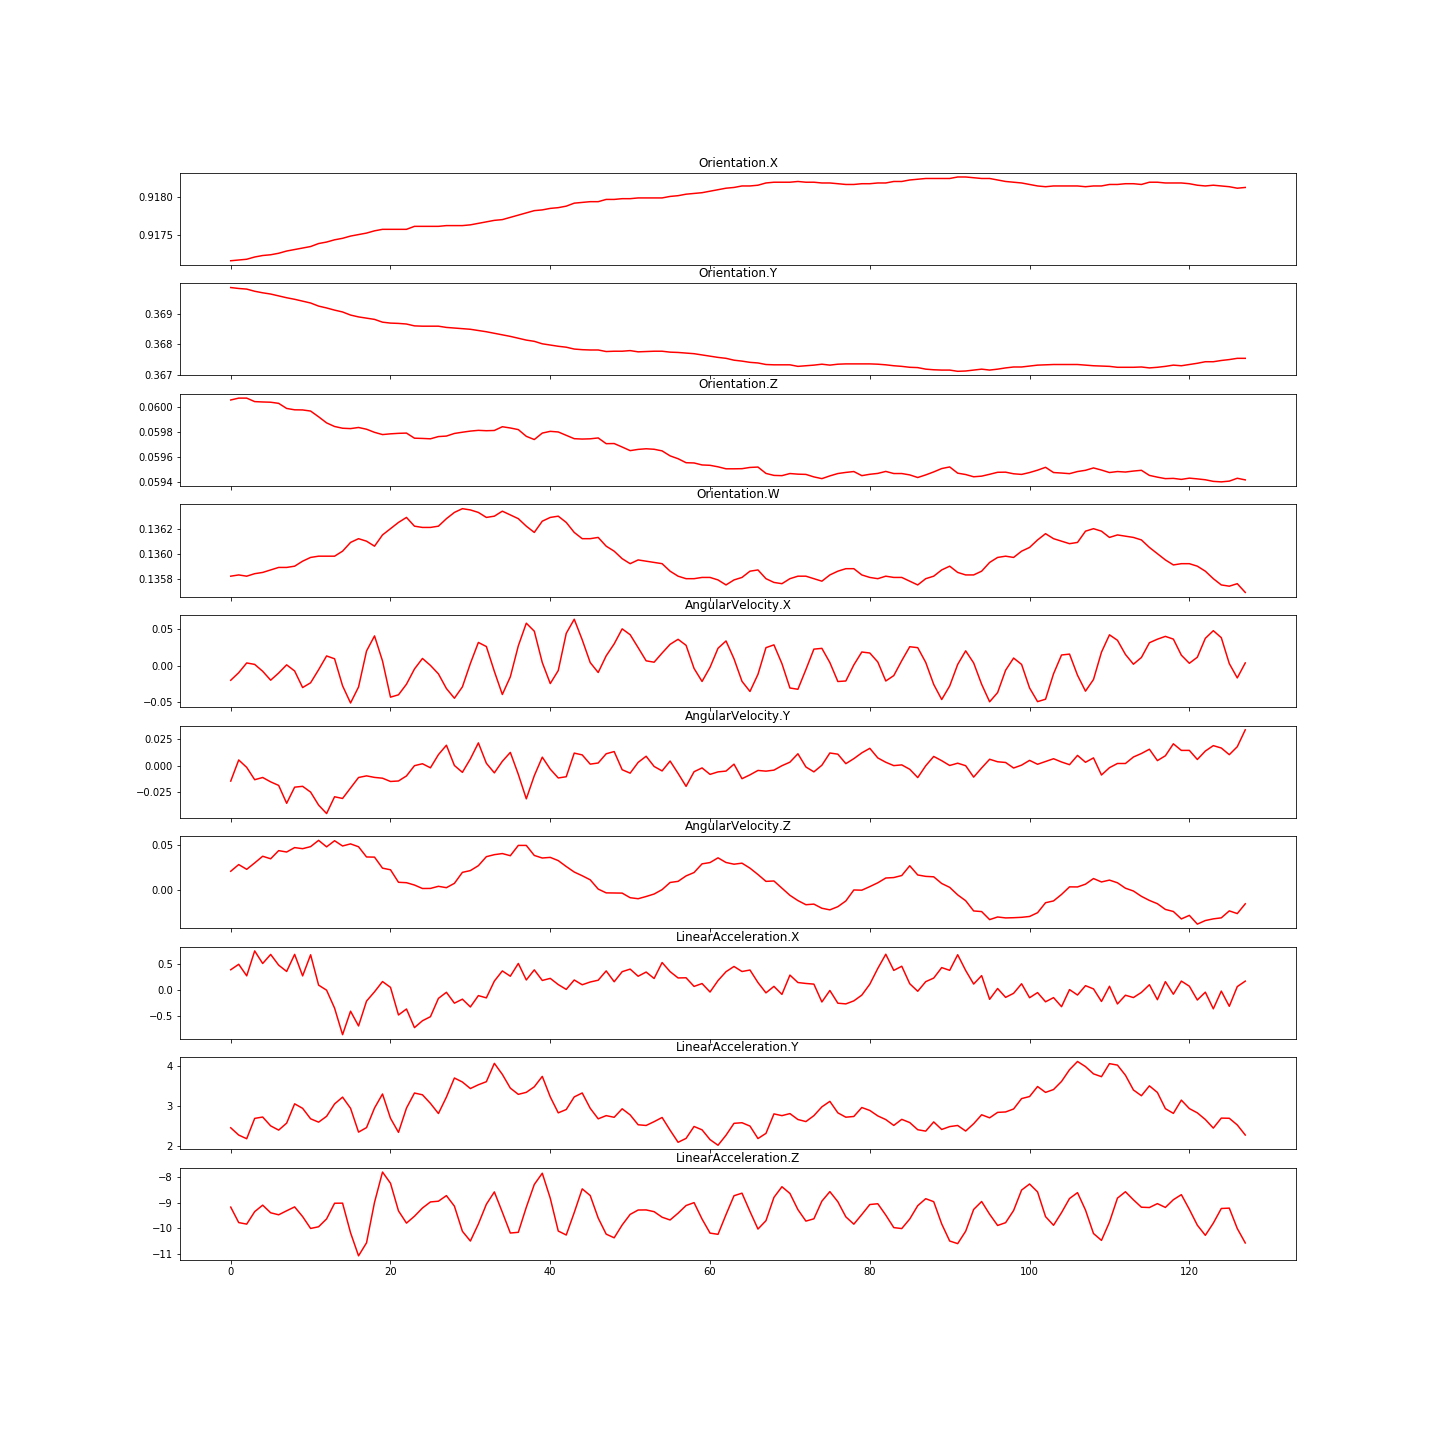 Orientation.X
0.9180
0.9175
Orientation.Y
0.369
0.368
0.367
Orientation.Z
0.0600
0.0598
0.0596
0.0594
Orientation.W
0.1362
0.1360
0.1358
AngularVelocity.X
0.05
0.00
−0.05
AngularVelocity.Y
0.025
0.000
−0.025
AngularVelocity.Z
0.05
0.00
LinearAcceleration.X
0.5
0.0
−0.5
LinearAcceleration.Y
4
3
2
LinearAcceleration.Z
−8
−9
−10
−11
0 20 40 60 80 100 120